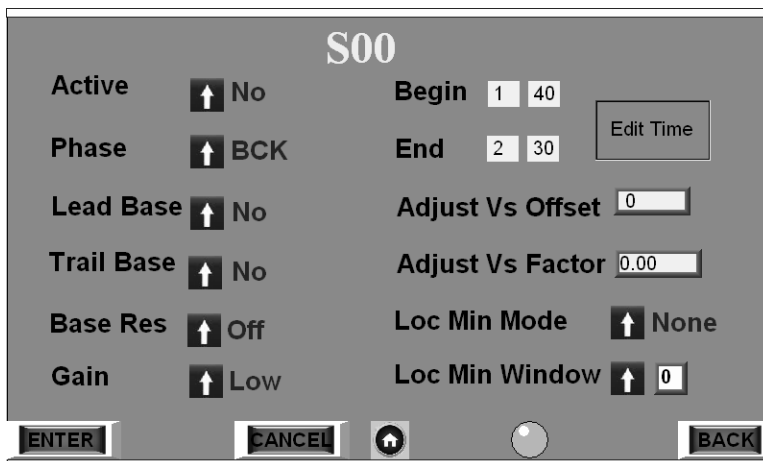 S00
Active No
Phase BCK
Lead Base No
Trail Base No
Base Res Off
Gain Low
Begin 1 40
End 2 30
Edit Time
Adjust Vs Offset 0
Adjust Vs Factor 0.00
Loc Min Mode None
Loc Min Window 0
ENTER CANCEL BACK